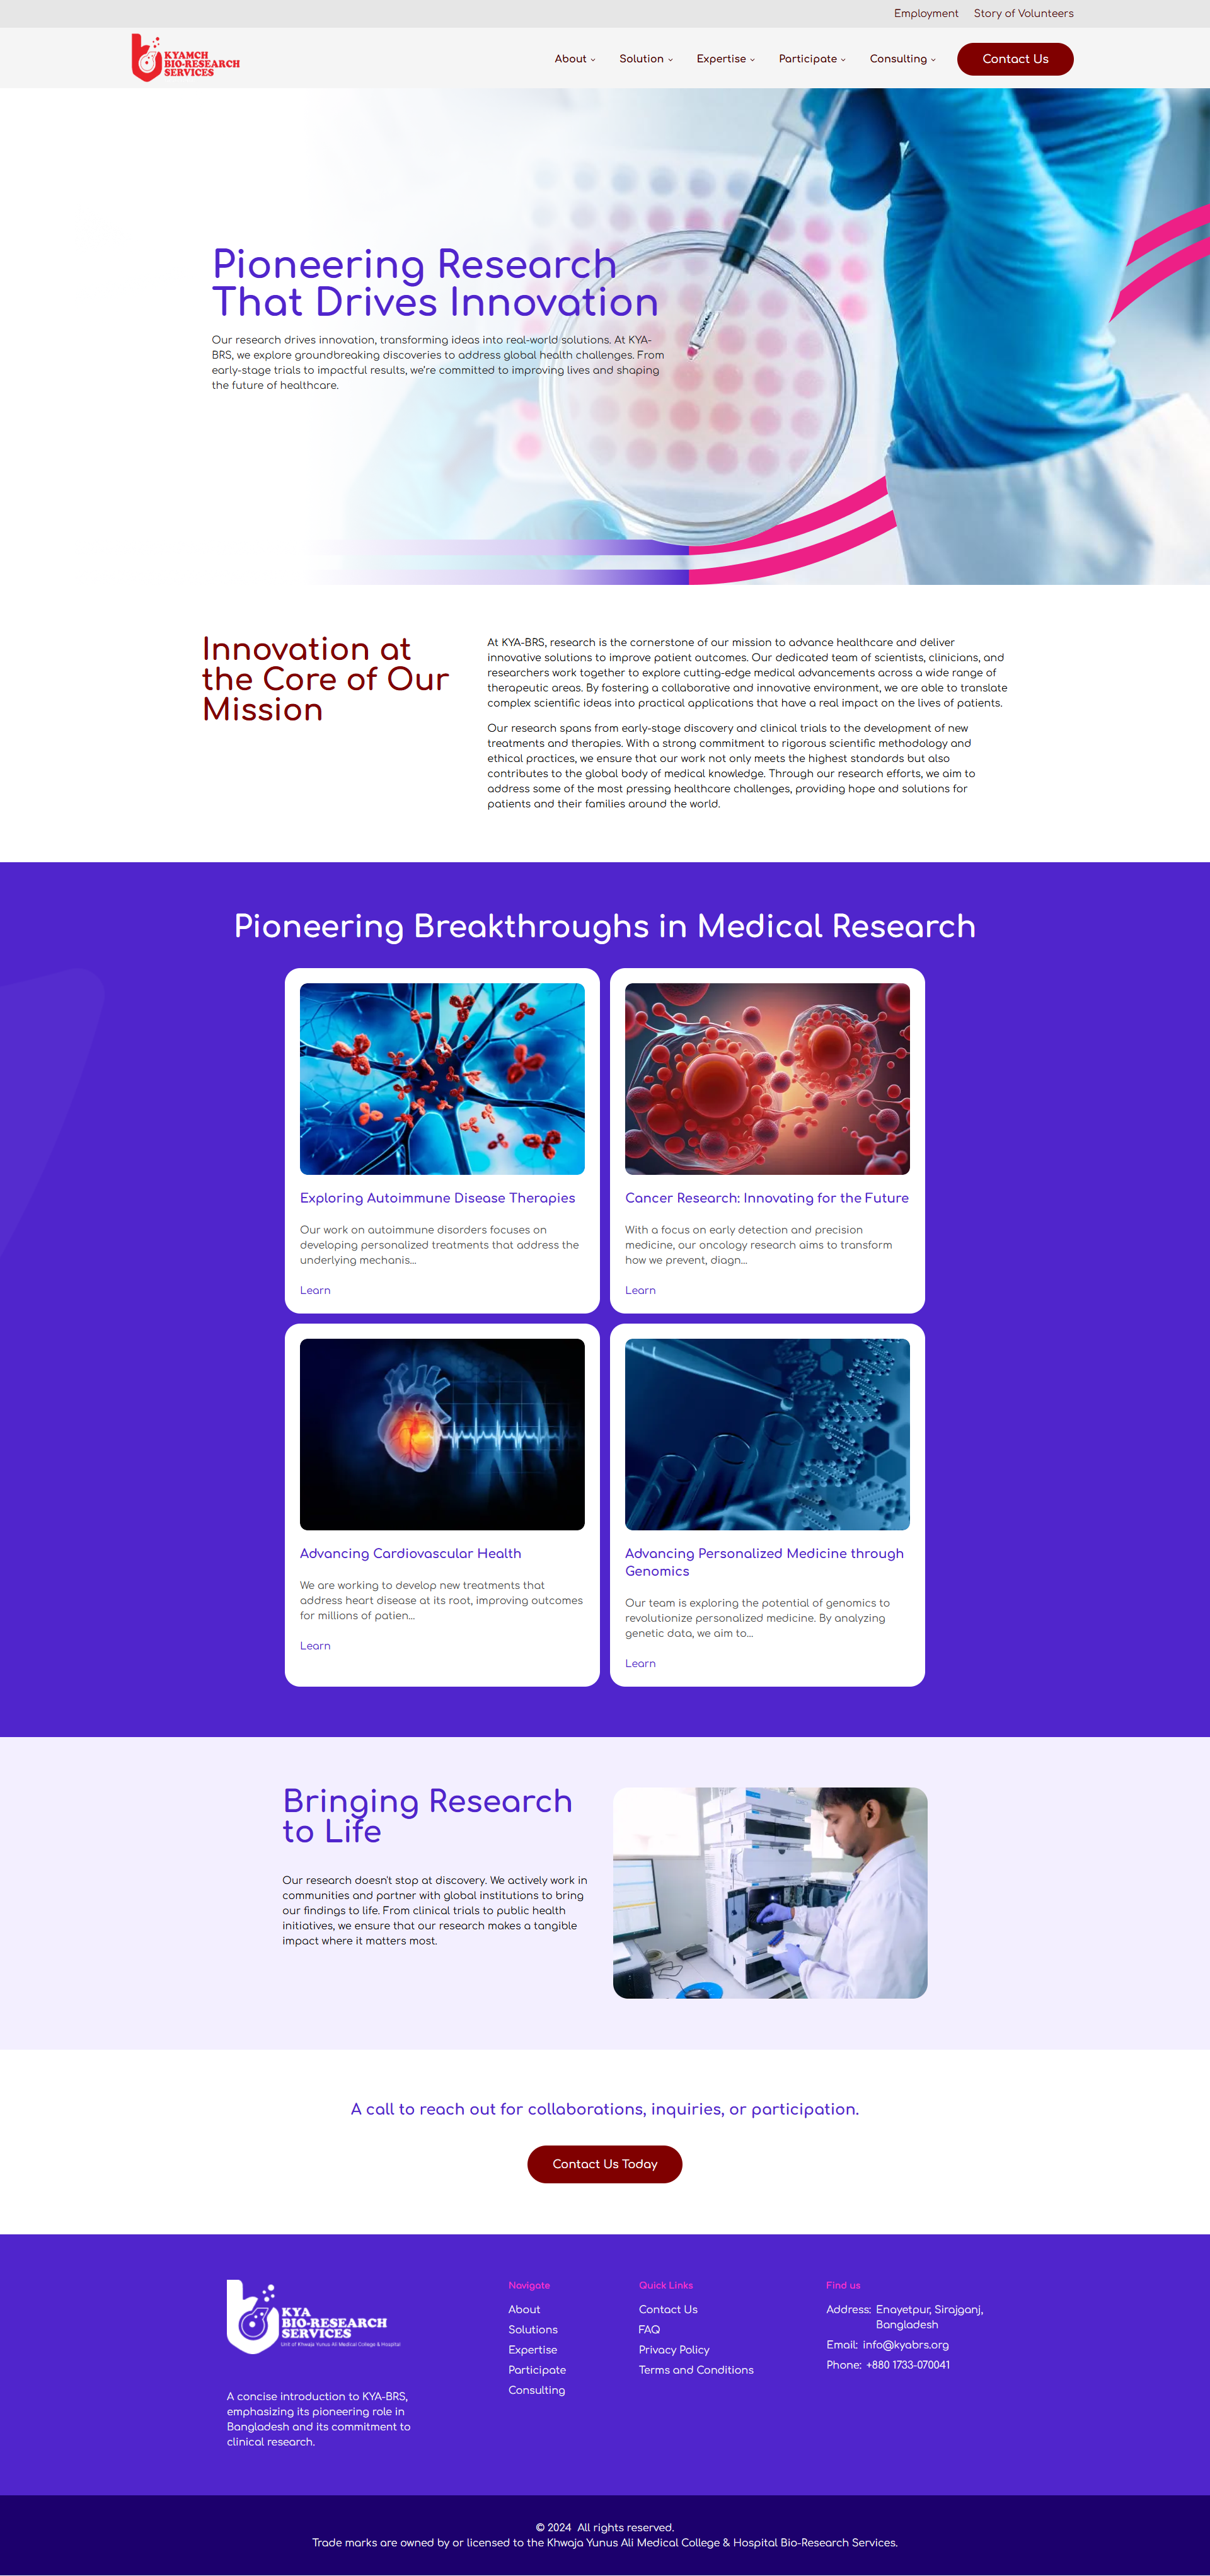 Employment Story of Volunteers
KYAMCH
BIO-RESEARCH
SERVICES
About Solution Expertise Participate Consulting Contact Us
Pioneering Research
That Drives Innovation
Our research drives innovation, transforming ideas into real-world solutions. At KYA-
BRS, we explore groundbreaking discoveries to address global health challenges. From
early-stage trials to impactful results, we're committed to improving lives and shaping
the future of healthcare.
Innovation at
the Core of Our
Mission
At KYA-BRS, research is the cornerstone of our mission to advance healthcare and deliver
innovative solutions to improve patient outcomes. Our dedicated team of scientists, clinicians, and
researchers work together to explore cutting-edge medical advancements across a wide range of
therapeutic areas. By fostering a collaborative and innovative environment, we are able to translate
complex scientific ideas into practical applications that have a real impact on the lives of patients.
Our research spans from early-stage discovery and clinical trials to the development of new
treatments and therapies. With a strong commitment to rigorous scientific methodology and
ethical practices, we ensure that our work not only meets the highest standards but also
contributes to the global body of medical knowledge. Through our research efforts, we aim to
address some of the most pressing healthcare challenges, providing hope and solutions for
patients and their families around the world.
Pioneering Breakthroughs in Medical Research
Exploring Autoimmune Disease Therapies
Our work on autoimmune disorders focuses on
developing personalized treatments that address the
underlying mechanis...
Learn
Cancer Research: Innovating for the Future
With a focus on early detection and precision
medicine, our oncology research aims to transform
how we prevent, diagn...
Learn
Advancing Cardiovascular Health
We are working to develop new treatments that
address heart disease at its root, improving outcomes
for millions of patien...
Learn
Advancing Personalized Medicine through
Genomics
Our team is exploring the potential of genomics to
revolutionize personalized medicine. By analyzing
genetic data, we aim to...
Learn
Bringing Research
to Life
Our research doesn't stop at discovery. We actively work in
communities and partner with global institutions to bring
our findings to life. From clinical trials to public health
initiatives, we ensure that our research makes a tangible
impact where it matters most.
A call to reach out for collaborations, inquiries, or participation.
Contact Us Today
KYA
BIO-RESEARCH
SERVICES
Unit of Khwaja Yunus Ali Medical College & Hospital
A concise introduction to KYA-BRS,
emphasizing its pioneering role in
Bangladesh and its commitment to
clinical research.
Navigate
About
Solutions
Expertise
Participate
Consulting
Quick Links
Contact Us
FAQ
Privacy Policy
Terms and Conditions
Find us
Address: Enayetpur, Sirajganj,
Bangladesh
Email: info@kyabrs.org
Phone: +880 1733-070041
© 2024 All rights reserved.
Trade marks are owned by or licensed to the Khwaja Yunus Ali Medical College & Hospital Bio-Research Services.